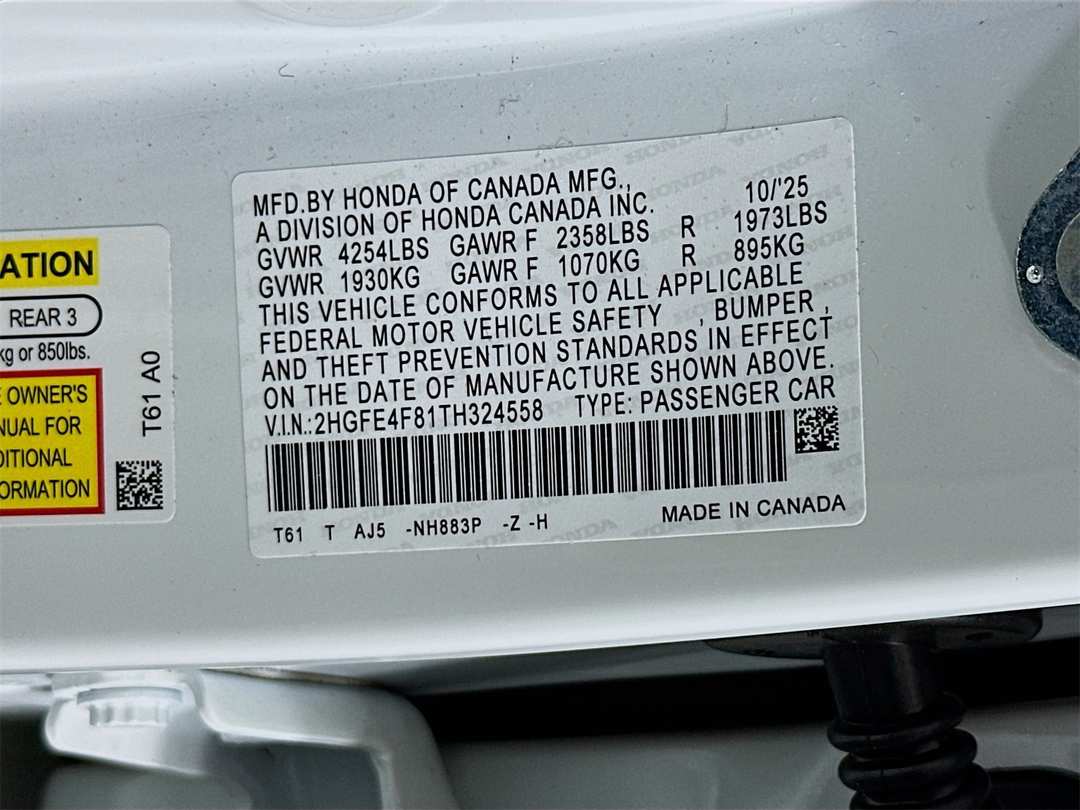 ATION
REAR 3
kg or 850lbs.
E OWNER'S
NUAL FOR
DITIONAL
FORMATION
T61 A0
MFD.BY HONDA OF CANADA MFG., 10/'25
A DIVISION OF HONDA CANADA INC.
GVWR 4254LBS GAWR F 2358LBS R 1973LBS
GVWR 1930KG GAWR F 1070KG R 895KG
THIS VEHICLE CONFORMS TO ALL APPLICABLE
FEDERAL MOTOR VEHICLE SAFETY , BUMPER ,
AND THEFT PREVENTION STANDARDS IN EFFECT
ON THE DATE OF MANUFACTURE SHOWN ABOVE.
V.I.N.:2HGFE4F81TH324558 TYPE: PASSENGER CAR
T61 T AJ5 -NH883P -Z -H MADE IN CANADA